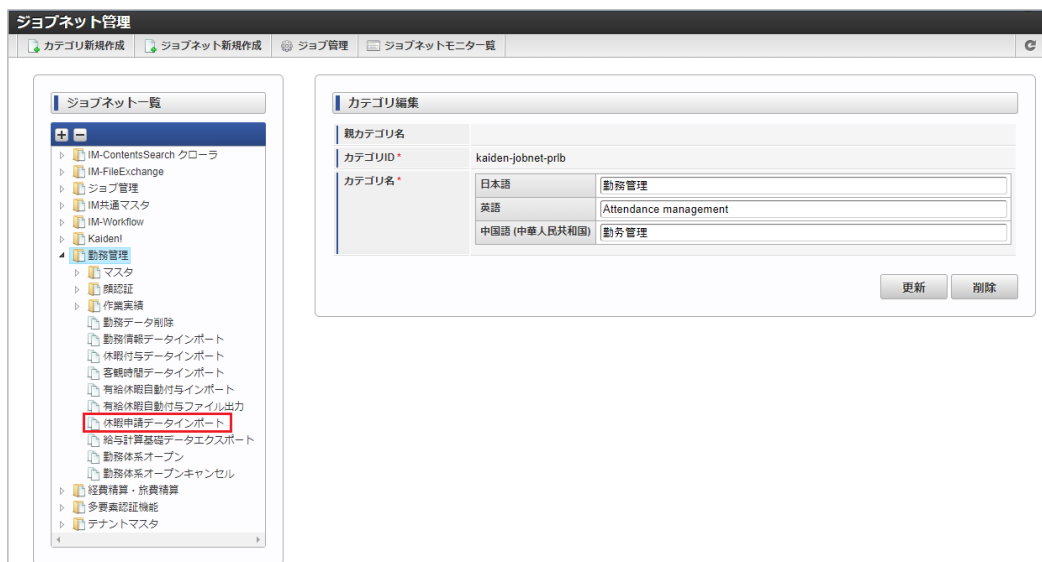 ジョブネット管理
カテゴリ新規作成 ジョブネット新規作成 ジョブ管理 ジョブネットモニター覧
ジョブネット一覧
IM-ContentsSearch クローラ
IM-FileExchange
ジョブ管理
IM共通マスタ
IM-Workflow
Kaiden!
勤務管理
マスタ
顔認証
作業実績
勤務データ削除
勤務情報データインポート
休暇付与データインポート
客観時間データインポート
有給休暇自動付与インポート
有給休暇自動付与ファイル出力
休暇申請データインポート
給与計算基礎データエクスポート
勤務体系オープン
勤務体系オープンキャンセル
経費精算・旅費精算
多要素認証機能
テナントマスタ
カテゴリ編集
親カテゴリ名
カテゴリID * kaiden-jobnet-prlb
カテゴリ名 *
日本語 勤務管理
英語 Attendance management
中国語 (中華人民共和国) 勤务管理
更新 削除